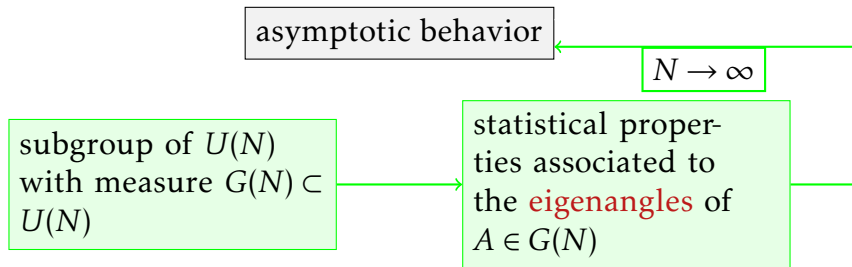 asymptotic behavior
N → ∞
subgroup of U(N)
with measure G(N) ⊂
U(N)
statistical proper-
ties associated to
the eigenangles of
A ∈ G(N)